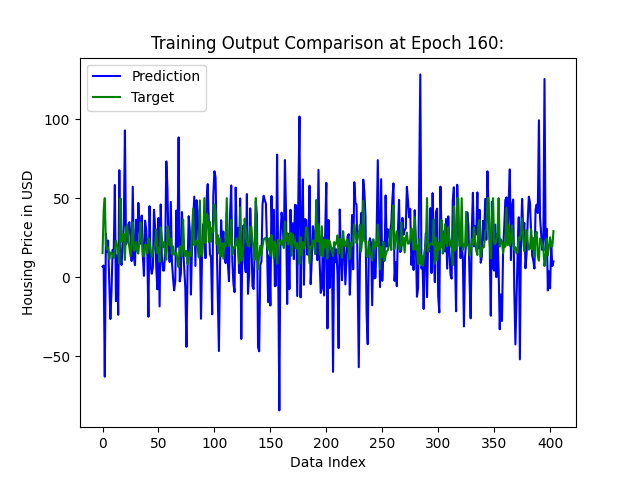 Training Output Comparison at Epoch 160:
Prediction
Target
Housing Price in USD
100
50
0
−50
0 50 100 150 200 250 300 350 400
Data Index